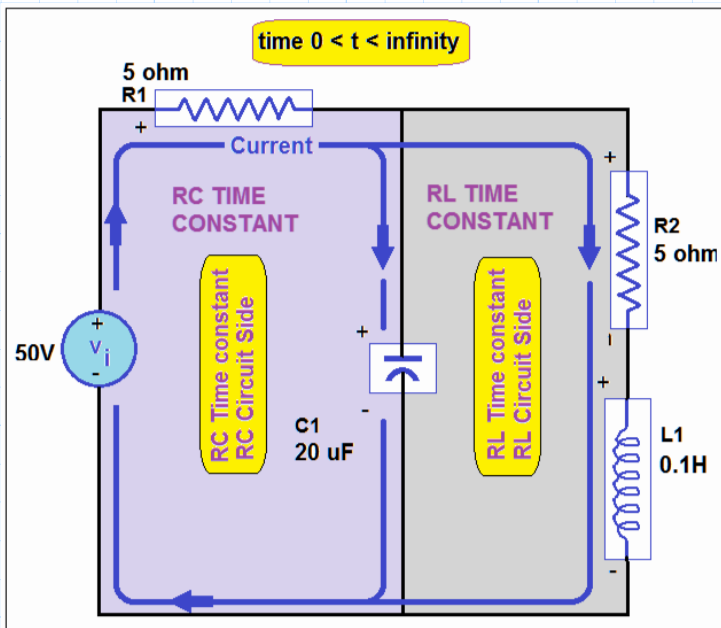 time 0 < t < infinity
5 ohm
R1
+
Current
RC TIME
CONSTANT
RL TIME
CONSTANT
+
R2
5 ohm
-
RC Time constant
RC Circuit Side
RL Time constant
RL Circuit Side
50V
+
v i
-
+
-
C1
20 uF
+
L1
0.1H
-